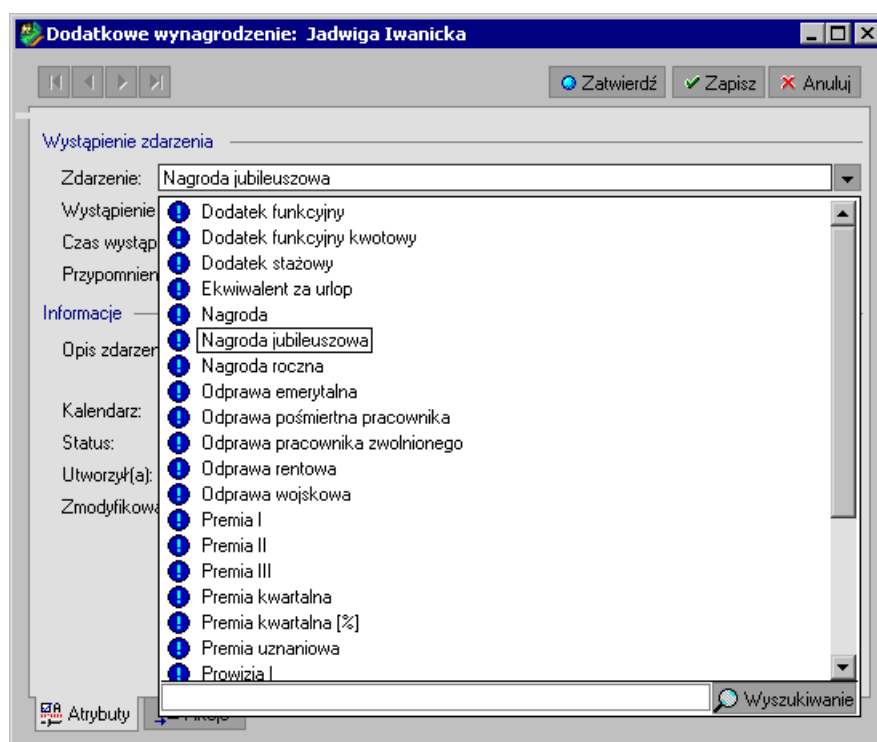 Dodatkowe wynagrodzenie: Jadwiga Iwanicka
Zatwierdź Zapisz Anuluj
Wystąpienie zdarzenia
Zdarzenie: Nagroda jubileuszowa
Wystąpienie
Czas wystąp
Przypomnien
Informacje
Opis zdarzen
Kalendarz:
Status:
Utworzył(a):
Zmodyfikowa
Dodatek funkcyjny
Dodatek funkcyjny kwotowy
Dodatek stażowy
Ekwiwalent za urlop
Nagroda
Nagroda jubileuszowa
Nagroda roczna
Odprawa emerytalna
Odprawa pośmiertna pracownika
Odprawa pracownika zwolnionego
Odprawa rentowa
Odprawa wojskowa
Premia I
Premia II
Premia III
Premia kwartalna
Premia kwartalna [%]
Premia uznaniowa
Prowizja I
Wyszukiwanie
Atrybuty